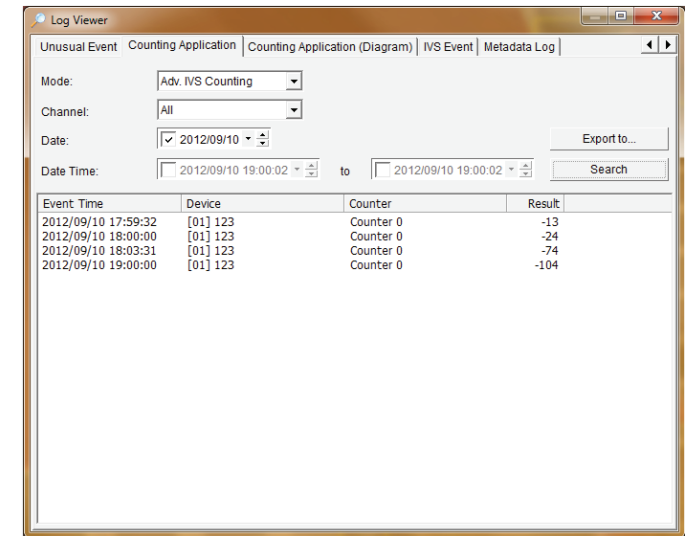 Log Viewer
Unusual Event Counting Application Counting Application (Diagram) IVS Event Metadata Log
Mode: Adv. IVS Counting
Channel: All
Date: 2012/09/10 Export to...
Date Time: 2012/09/10 19:00:02 to 2012/09/10 19:00:02 Search
Event Time Device Counter Result
2012/09/10 17:59:32 [01] 123 Counter 0 -13
2012/09/10 18:00:00 [01] 123 Counter 0 -24
2012/09/10 18:03:31 [01] 123 Counter 0 -74
2012/09/10 19:00:00 [01] 123 Counter 0 -104